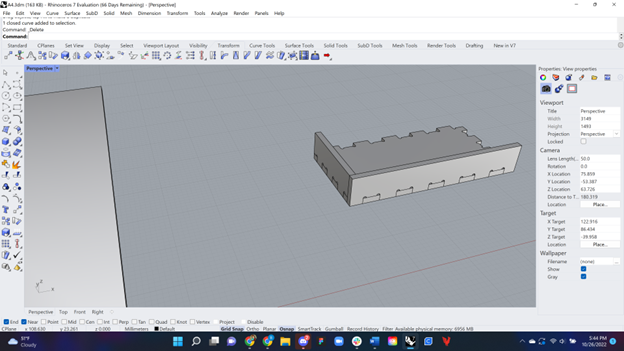 A4.3dm (163 KB) - Rhinoceros 7 Evaluation (66 Days Remaining) - [Perspective]
File Edit View Curve Surface SubD Solid Mesh Dimension Transform Tools Analyze Render Panels Help
1 closed curve added to selection.
Command: _Delete
Command:
Standard CPlanes Set View Display Select Viewport Layout Visibility Transform Curve Tools Surface Tools Solid Tools SubD Tools Mesh Tools Render Tools Drafting New in V7
Perspective
Properties: View properties
Viewport
Title Perspective
Width 3149
Height 1493
Projection Perspective
Locked
Camera
Lens Length... 50.0
Rotation 0.0
X Location 75.859
Y Location -53.387
Z Location 63.726
Distance to T... 180.319
Location Place...
Target
X Target 122.916
Y Target 86.434
Z Target -39.958
Location Place...
Wallpaper
Filename (none)
Show
Gray
Perspective Top Front Right
End Near Point Mid Cen Int Perp Tan Quad Knot Vertex Project Disable
CPlane x 108.630 y 23.261 z 0.000 Millimeters Default Grid Snap Ortho Planar Osnap SmartTrack Gumball Record History Filter Available physical memory: 6956 MB
51°F
Cloudy
5:44 PM
10/26/2022